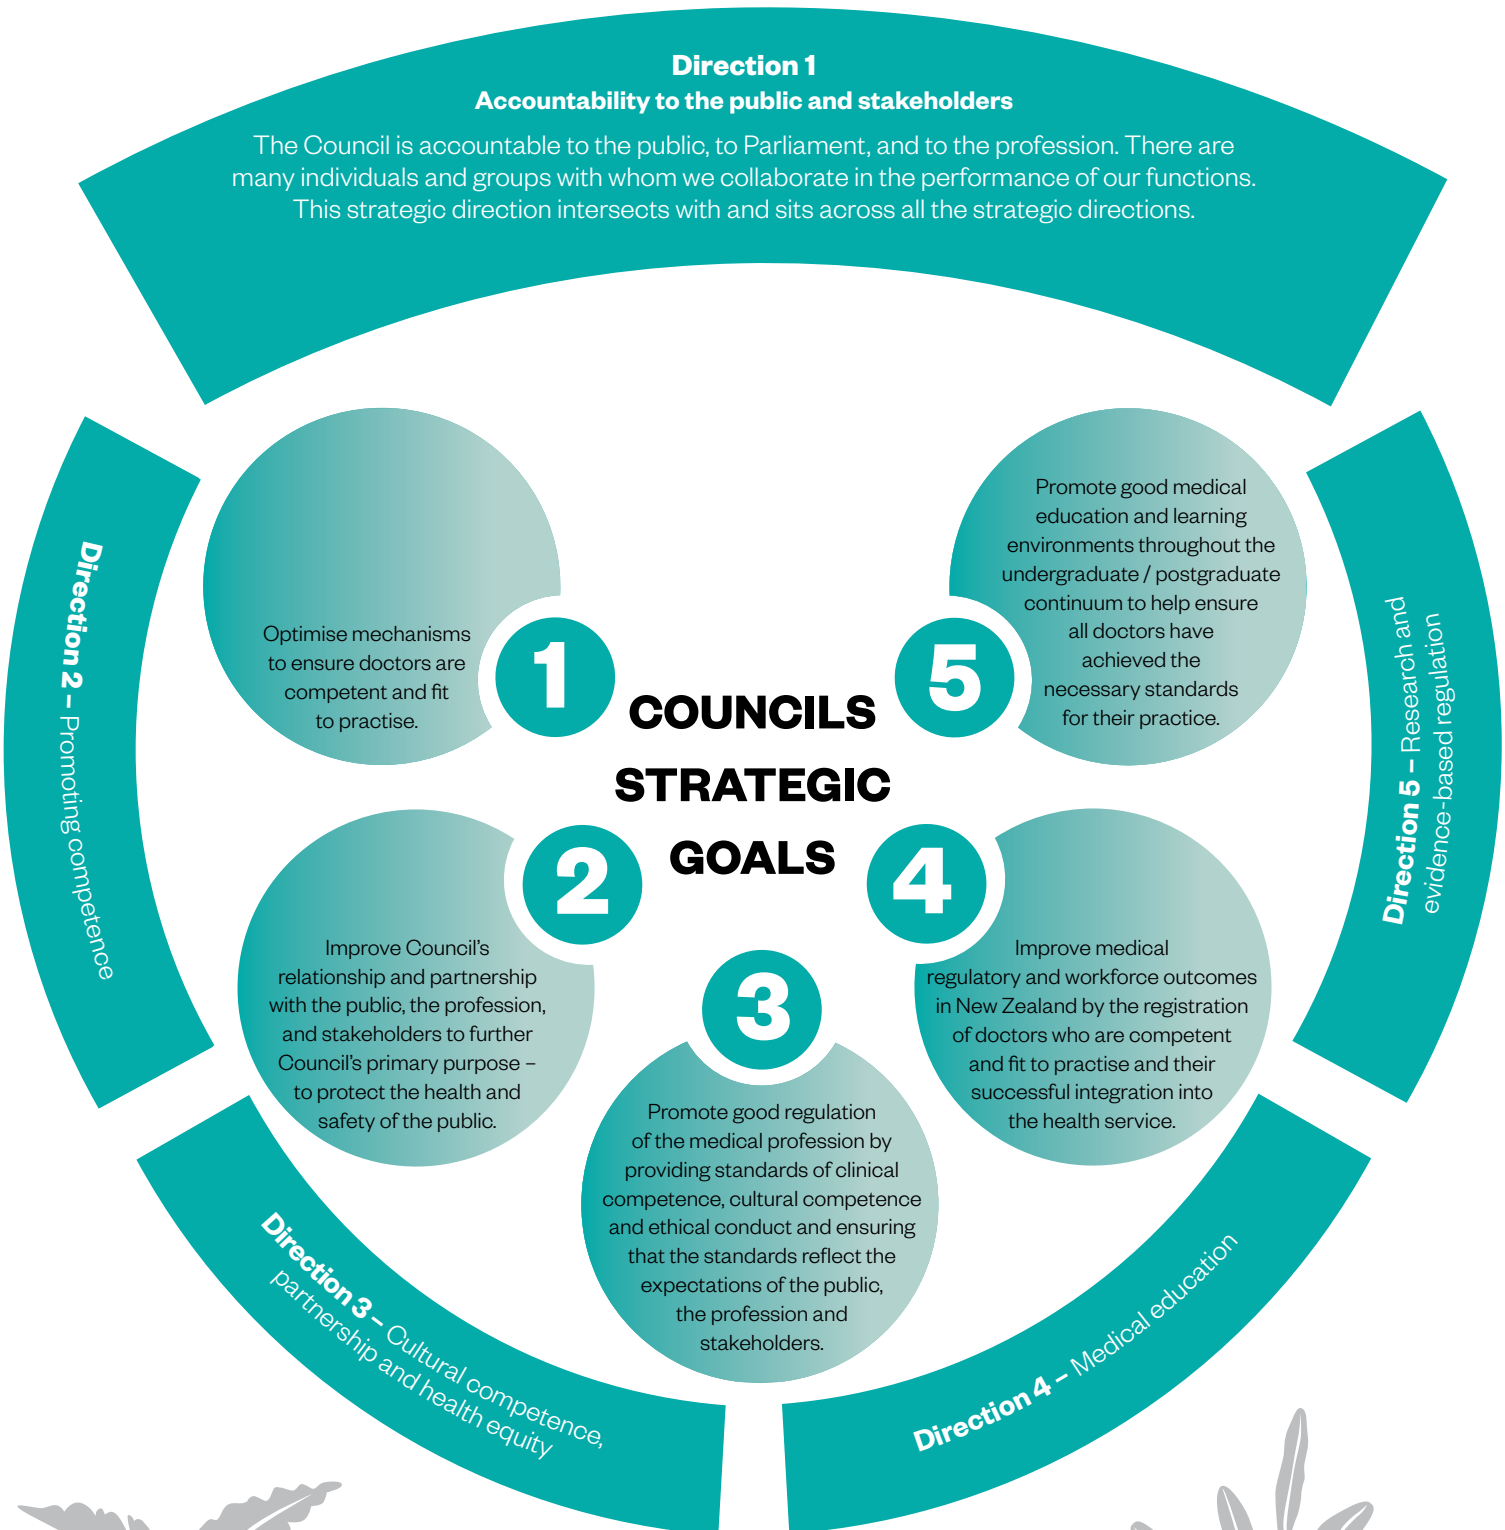 Direction 1
Accountability to the public and stakeholders
The Council is accountable to the public, to Parliament, and to the profession. There are
many individuals and groups with whom we collaborate in the performance of our functions.
This strategic direction intersects with and sits across all the strategic directions.
Direction 2 – Promoting competence
Direction 3 – Cultural competence,
partnership and health equity
Direction 4 – Medical education
Direction 5 – Research and
evidence-based regulation
COUNCILS
STRATEGIC
GOALS
1
Optimise mechanisms
to ensure doctors are
competent and fit
to practise.
2
Improve Council’s
relationship and partnership
with the public, the profession,
and stakeholders to further
Council’s primary purpose –
to protect the health and
safety of the public.
3
Promote good regulation
of the medical profession by
providing standards of clinical
competence, cultural competence
and ethical conduct and ensuring
that the standards reflect the
expectations of the public,
the profession and
stakeholders.
4
Improve medical
regulatory and workforce outcomes
in New Zealand by the registration
of doctors who are competent
and fit to practise and their
successful integration into
the health service.
5
Promote good medical
education and learning
environments throughout the
undergraduate / postgraduate
continuum to help ensure
all doctors have
achieved the
necessary standards
for their practice.